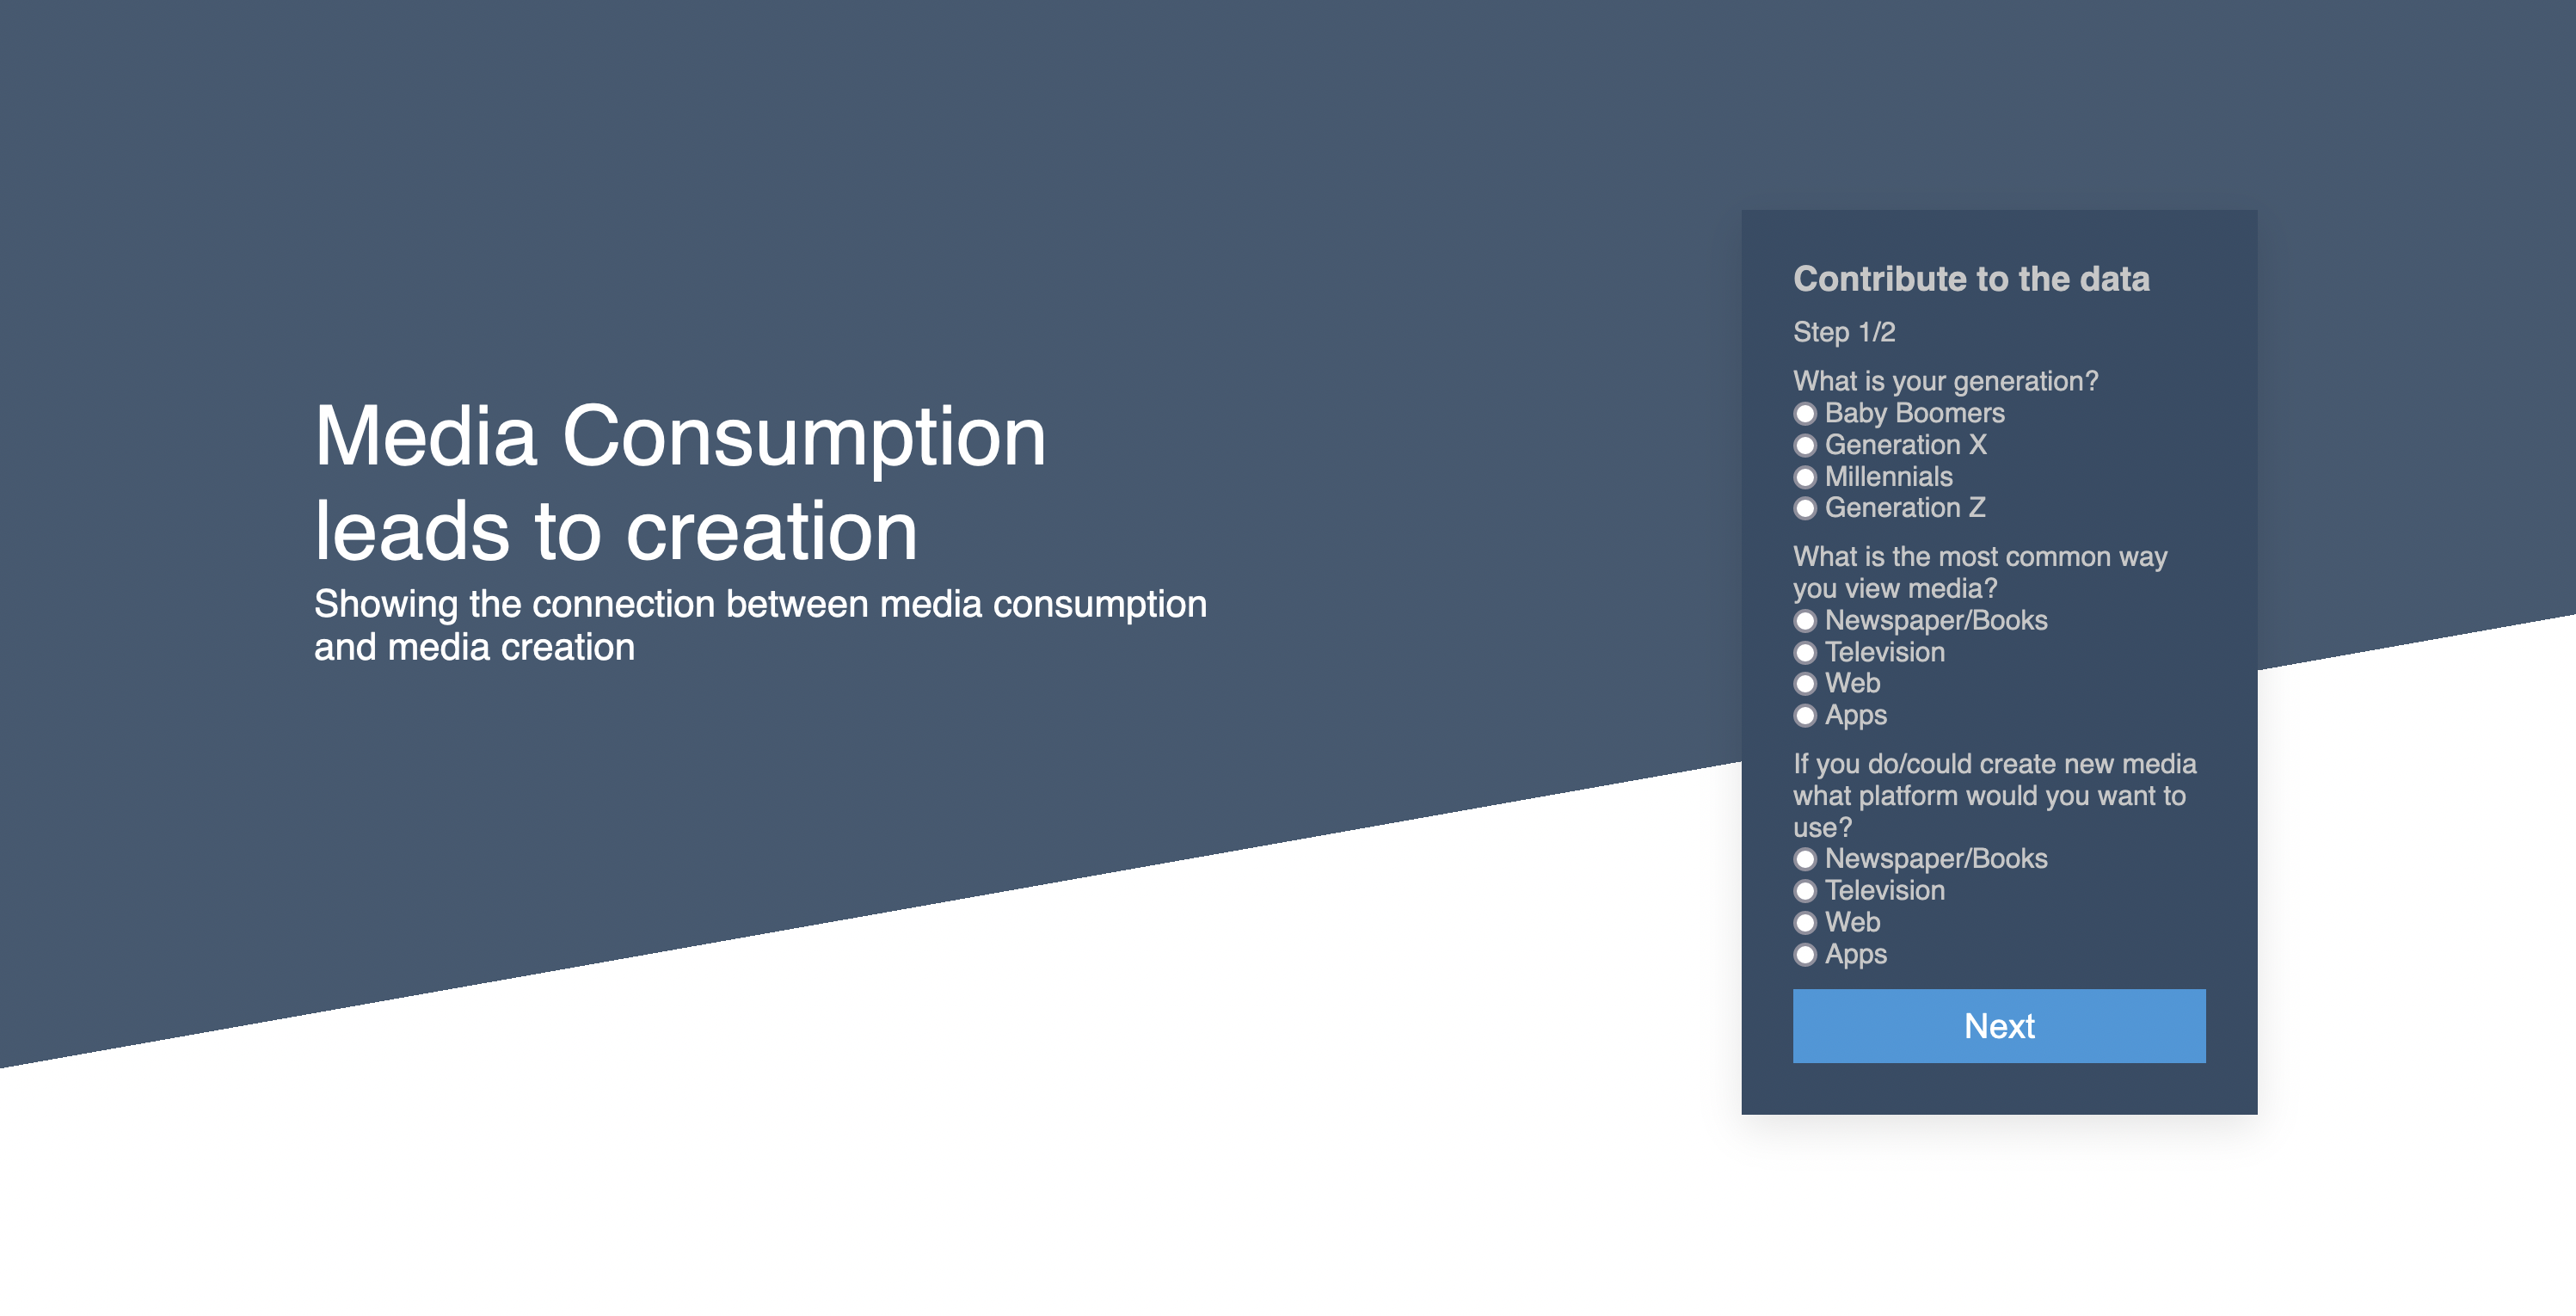 Media Consumption
leads to creation
Showing the connection between media consumption
and media creation
Contribute to the data
Step 1/2
What is your generation?
Baby Boomers
Generation X
Millennials
Generation Z
What is the most common way
you view media?
Newspaper/Books
Television
Web
Apps
If you do/could create new media
what platform would you want to
use?
Newspaper/Books
Television
Web
Apps
Next